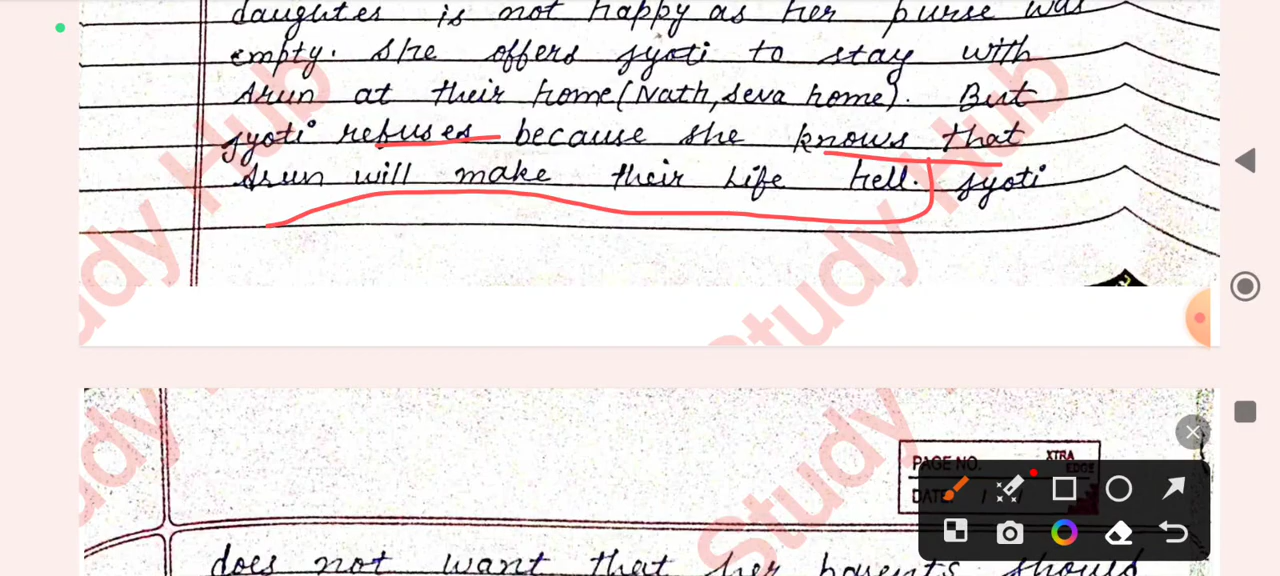 daughter is not happy as her purse was
empty. She offers Jyoti to stay with
Arun at their home (Nath, Seva home). But
Jyoti refuses because she knows that
Arun will make their Life hell. Jyoti
Study Hub
Study
Study
Study
PAGE NO.
XTRA EDGE
DATE / /
does not want that her parents should